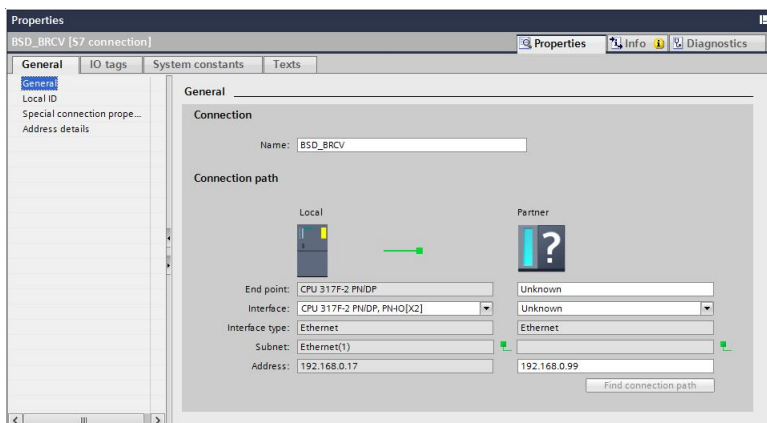 Properties
BSD_BRCV [S7 connection]
Properties Info Diagnostics
General IO tags System constants Texts
General
Local ID
Special connection prope...
Address details
General
Connection
Name: BSD_BRCV
Connection path
Local Partner
?
End point: CPU 317F-2 PN/DP Unknown
Interface: CPU 317F-2 PN/DP, PN-IO[X2] Unknown
Interface type: Ethernet Ethernet
Subnet: Ethernet(1)
Address: 192.168.0.17 192.168.0.99
Find connection path